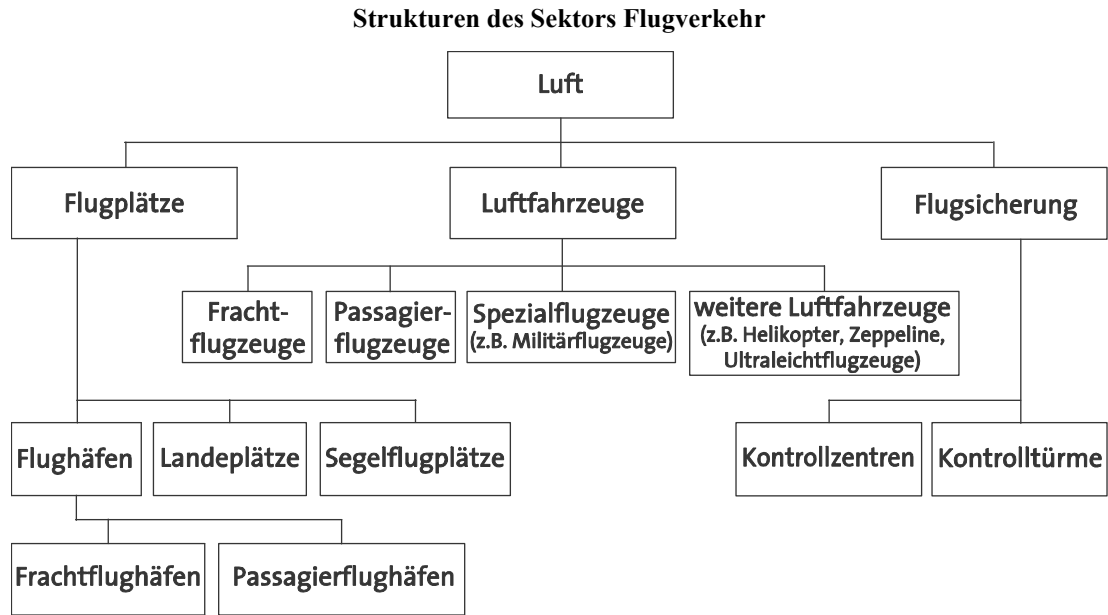 Strukturen des Sektors Flugverkehr
Luft
Flugplätze
Luftfahrzeuge
Flugsicherung
Fracht-
flugzeuge
Passagier-
flugzeuge
Spezialflugzeuge
(z.B. Militärflugzeuge)
weitere Luftfahrzeuge
(z.B. Helikopter, Zeppeline,
Ultraleichtflugzeuge)
Flughäfen
Landeplätze
Segelflugplätze
Kontrollzentren
Kontrolltürme
Frachtflughäfen
Passagierflughäfen